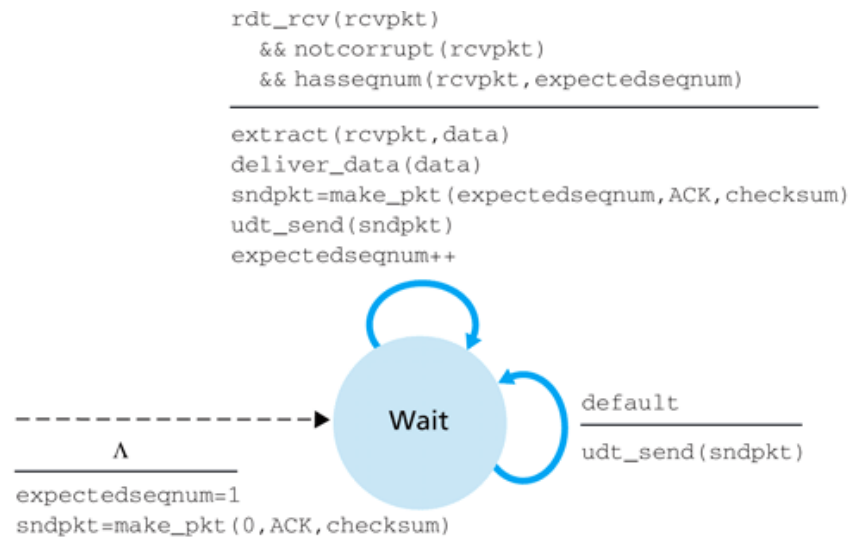 rdt_rcv(rcvpkt)
&& notcorrupt(rcvpkt)
&& hasseqnum(rcvpkt,expectedseqnum)
extract(rcvpkt,data)
deliver_data(data)
sndpkt=make_pkt(expectedseqnum,ACK,checksum)
udt_send(sndpkt)
expectedseqnum++
Wait
default
udt_send(sndpkt)
Λ
expectedseqnum=1
sndpkt=make_pkt(0,ACK,checksum)